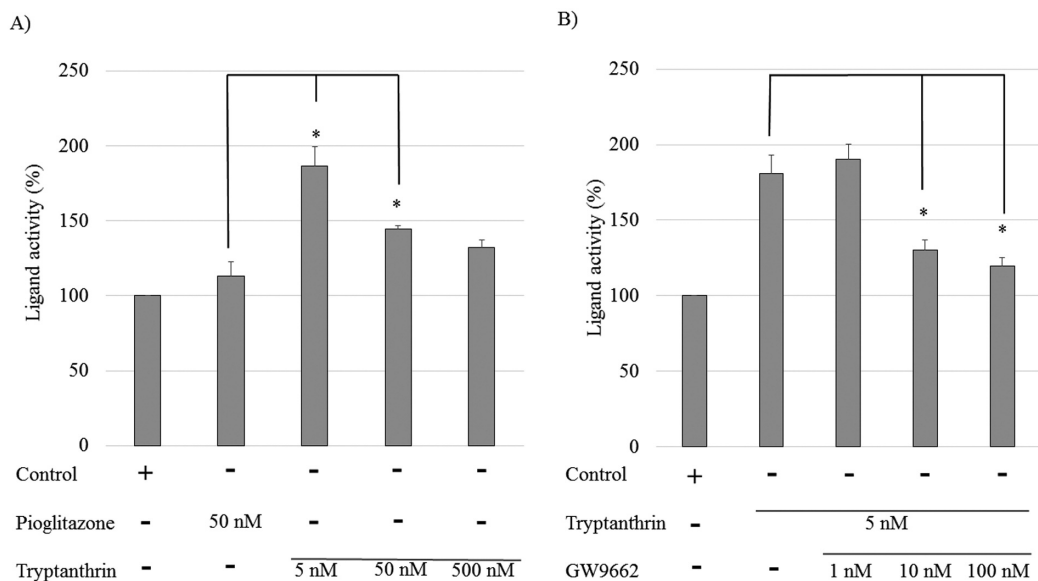 A)
Ligand activity (%)
250
200
150
100
50
0
*
*
Control + - - - -
Pioglitazone - 50 nM - - -
Tryptanthrin - - 5 nM 50 nM 500 nM
B)
Ligand activity (%)
250
200
150
100
50
0
*
*
Control + - - - -
Tryptanthrin - 5 nM
GW9662 - - 1 nM 10 nM 100 nM